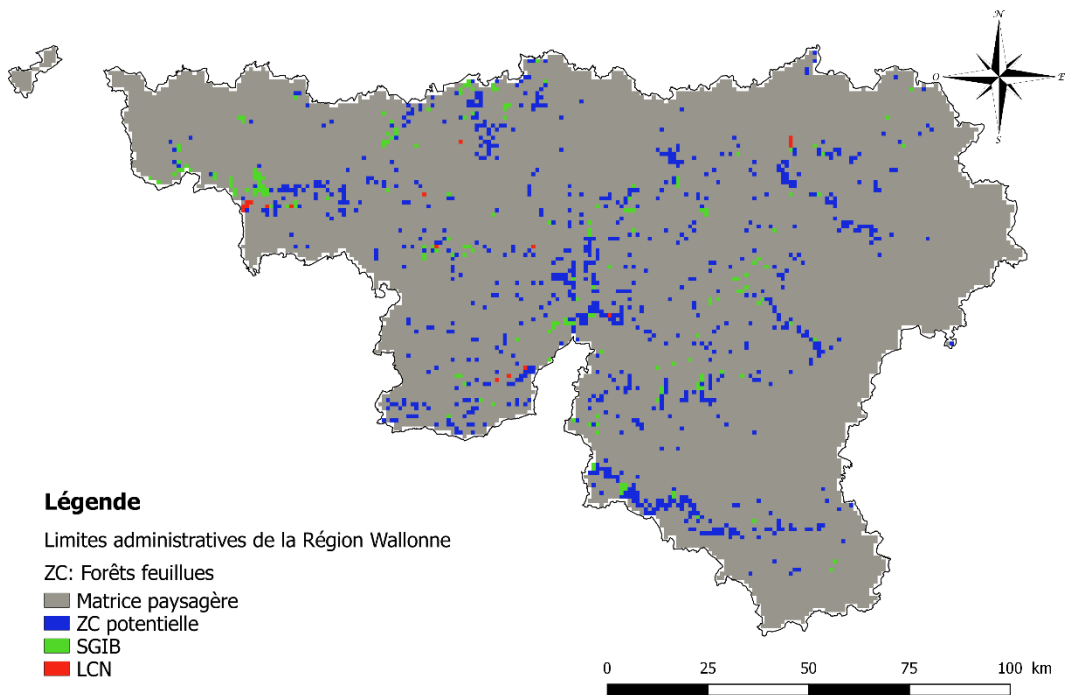 N
O
E
S
Légende
Limites administratives de la Région Wallonne
ZC: Forêts feuillues
Matrice paysagère
ZC potentielle
SGIB
LCN
0 25 50 75 100 km